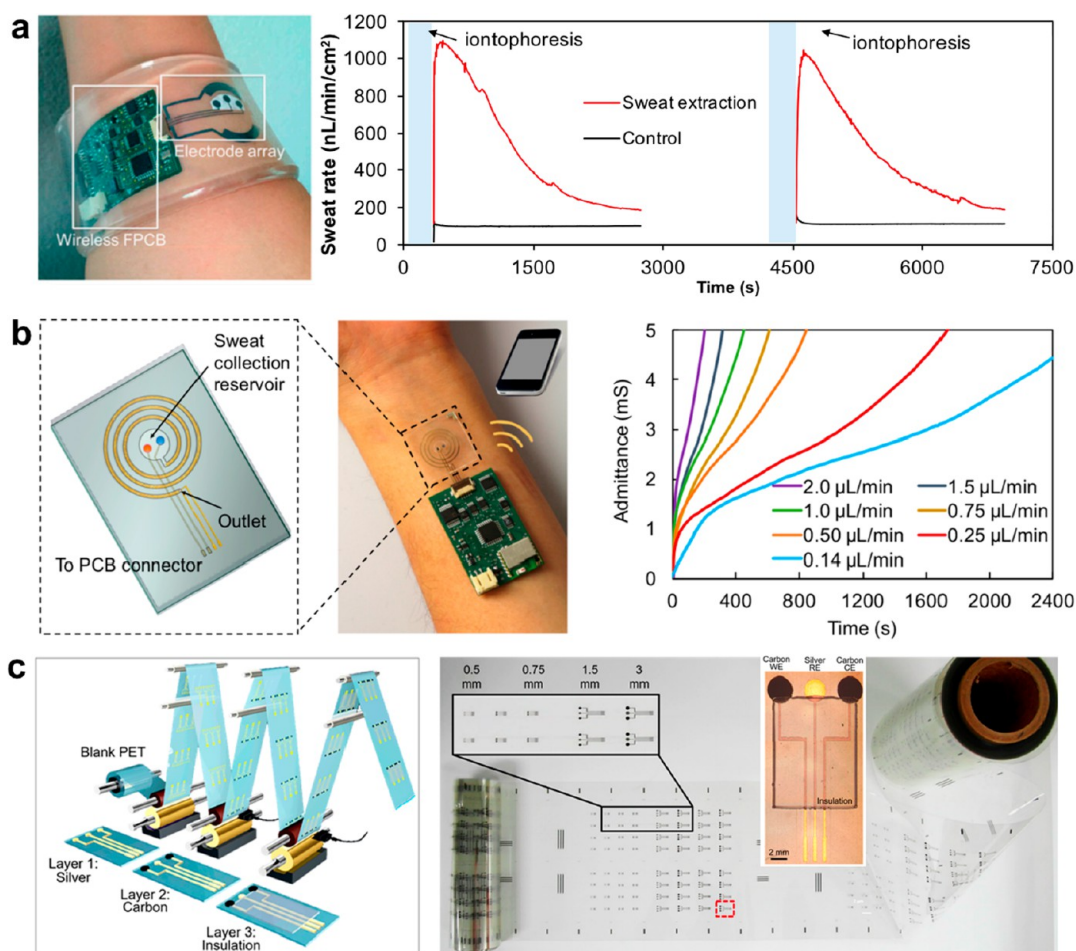 a
Wireless FPCB
Electrode array
Sweat rate (nL/min/cm²)
1200
1000
800
600
400
200
0
iontophoresis
iontophoresis
Sweat extraction
Control
0
1500
3000
4500
6000
7500
Time (s)
b
Sweat
collection
reservoir
Outlet
To PCB connector
Admittance (mS)
5
4
3
2
1
0
2.0 µL/min
1.5 µL/min
1.0 µL/min
0.75 µL/min
0.50 µL/min
0.25 µL/min
0.14 µL/min
0
400
800
1200
1600
2000
2400
Time (s)
c
Blank PET
Layer 1:
Silver
Layer 2:
Carbon
Layer 3:
Insulation
0.5
mm
0.75
mm
1.5
mm
3
mm
Carbon
WE
Silver
RE
Carbon
CE
Insulation
2 mm